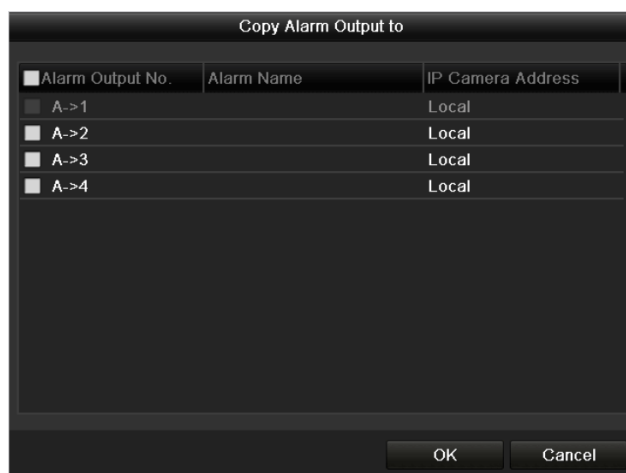 Copy Alarm Output to
Alarm Output No. Alarm Name IP Camera Address
A->1 Local
A->2 Local
A->3 Local
A->4 Local
OK Cancel